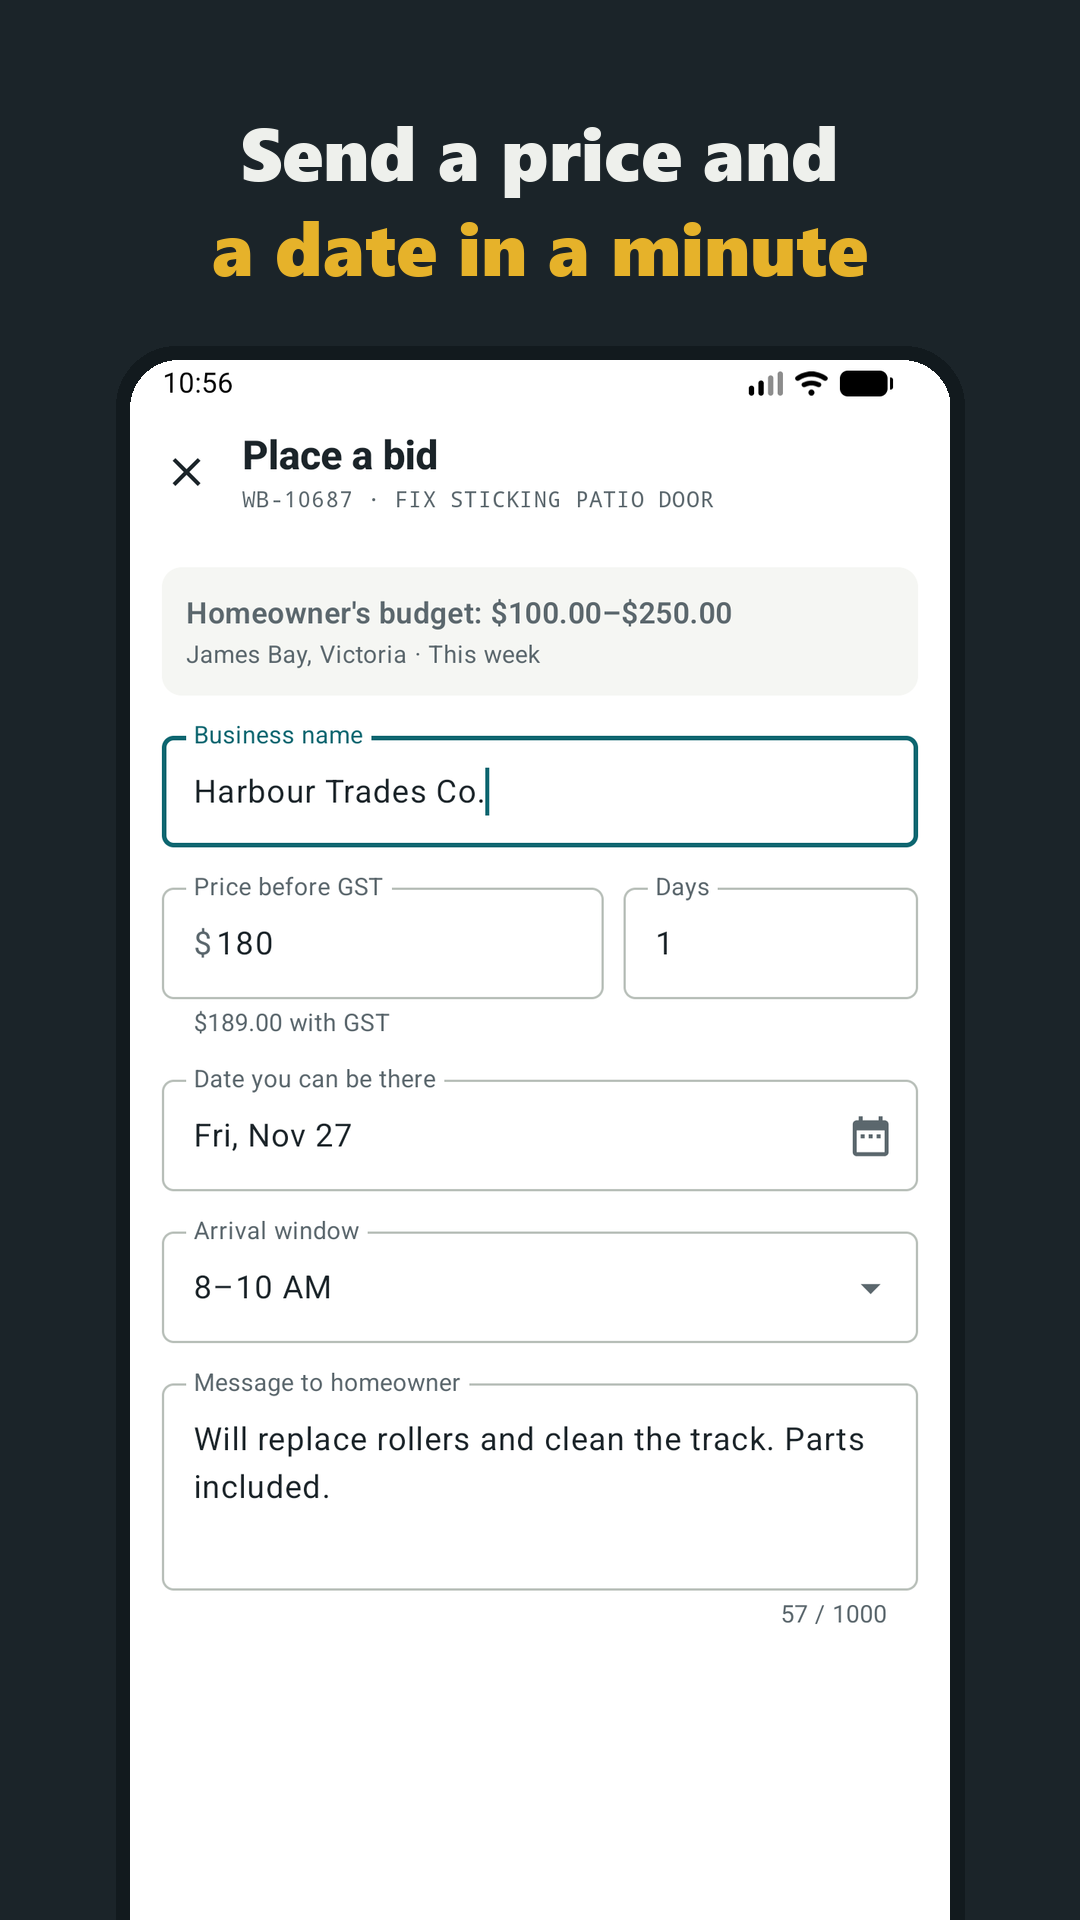 Send a price and
a date in a minute
10:56
Place a bid
WB-10687 · FIX STICKING PATIO DOOR
Homeowner's budget: $100.00–$250.00
James Bay, Victoria · This week
Business name
Harbour Trades Co.
Price before GST
$180
Days
1
$189.00 with GST
Date you can be there
Fri, Nov 27
Arrival window
8–10 AM
Message to homeowner
Will replace rollers and clean the track. Parts
included.
57 / 1000